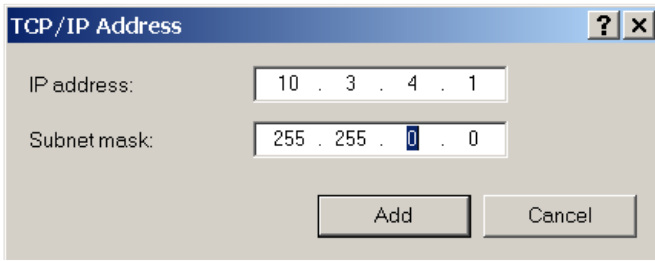 TCP/IP Address ? ×
IP address: 10 . 3 . 4 . 1
Subnet mask: 255 . 255 . 0 . 0
Add Cancel